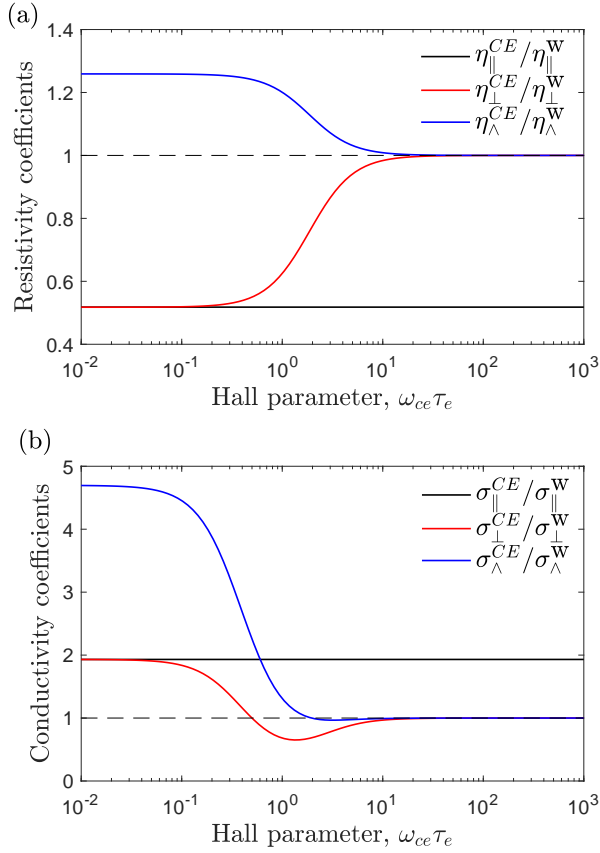 (a)
1.4
1.2
1
0.8
0.6
0.4
Resistivity coefficients
η∥^CE/η∥^W
η⊥^CE/η⊥^W
η∧^CE/η∧^W
10^-2 10^-1 10^0 10^1 10^2 10^3
Hall parameter, ω_ce τ_e
(b)
5
4
3
2
1
0
Conductivity coefficients
σ∥^CE/σ∥^W
σ⊥^CE/σ⊥^W
σ∧^CE/σ∧^W
10^-2 10^-1 10^0 10^1 10^2 10^3
Hall parameter, ω_ce τ_e